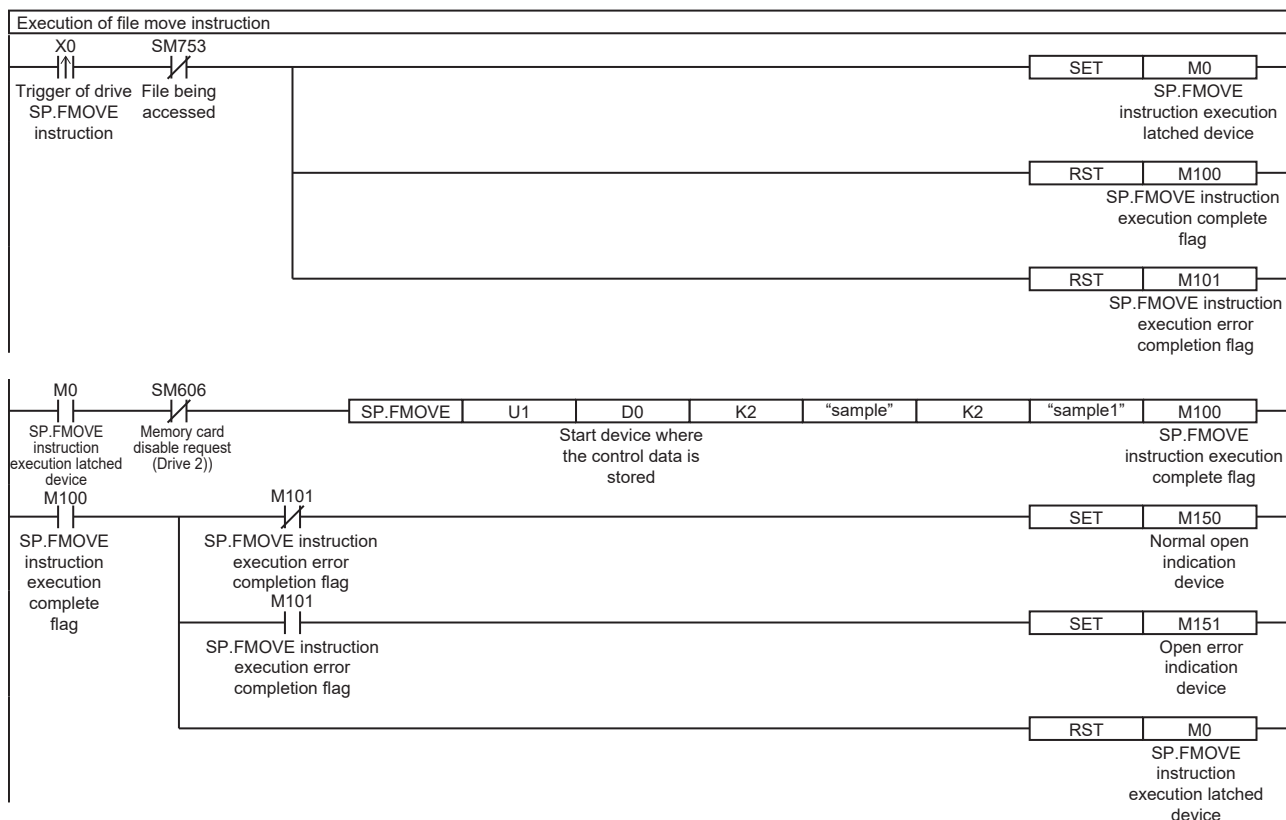 Execution of file move instruction
X0
SM753
SET M0
Trigger of drive
SP.FMOVE
instruction
File being
accessed
SP.FMOVE
instruction execution
latched device
RST M100
SP.FMOVE instruction
execution complete
flag
RST M101
SP.FMOVE instruction
execution error
completion flag
M0
SM606
SP.FMOVE U1 D0 K2 “sample” K2 “sample1” M100
SP.FMOVE
instruction
execution latched
device
Memory card
disable request
(Drive 2))
Start device where
the control data is
stored
SP.FMOVE
instruction execution
complete flag
M100
M101
SET M150
SP.FMOVE
instruction
execution
complete
flag
SP.FMOVE instruction
execution error
completion flag
Normal open
indication
device
M101
SET M151
SP.FMOVE instruction
execution error
completion flag
Open error
indication
device
RST M0
SP.FMOVE
instruction
execution latched
device